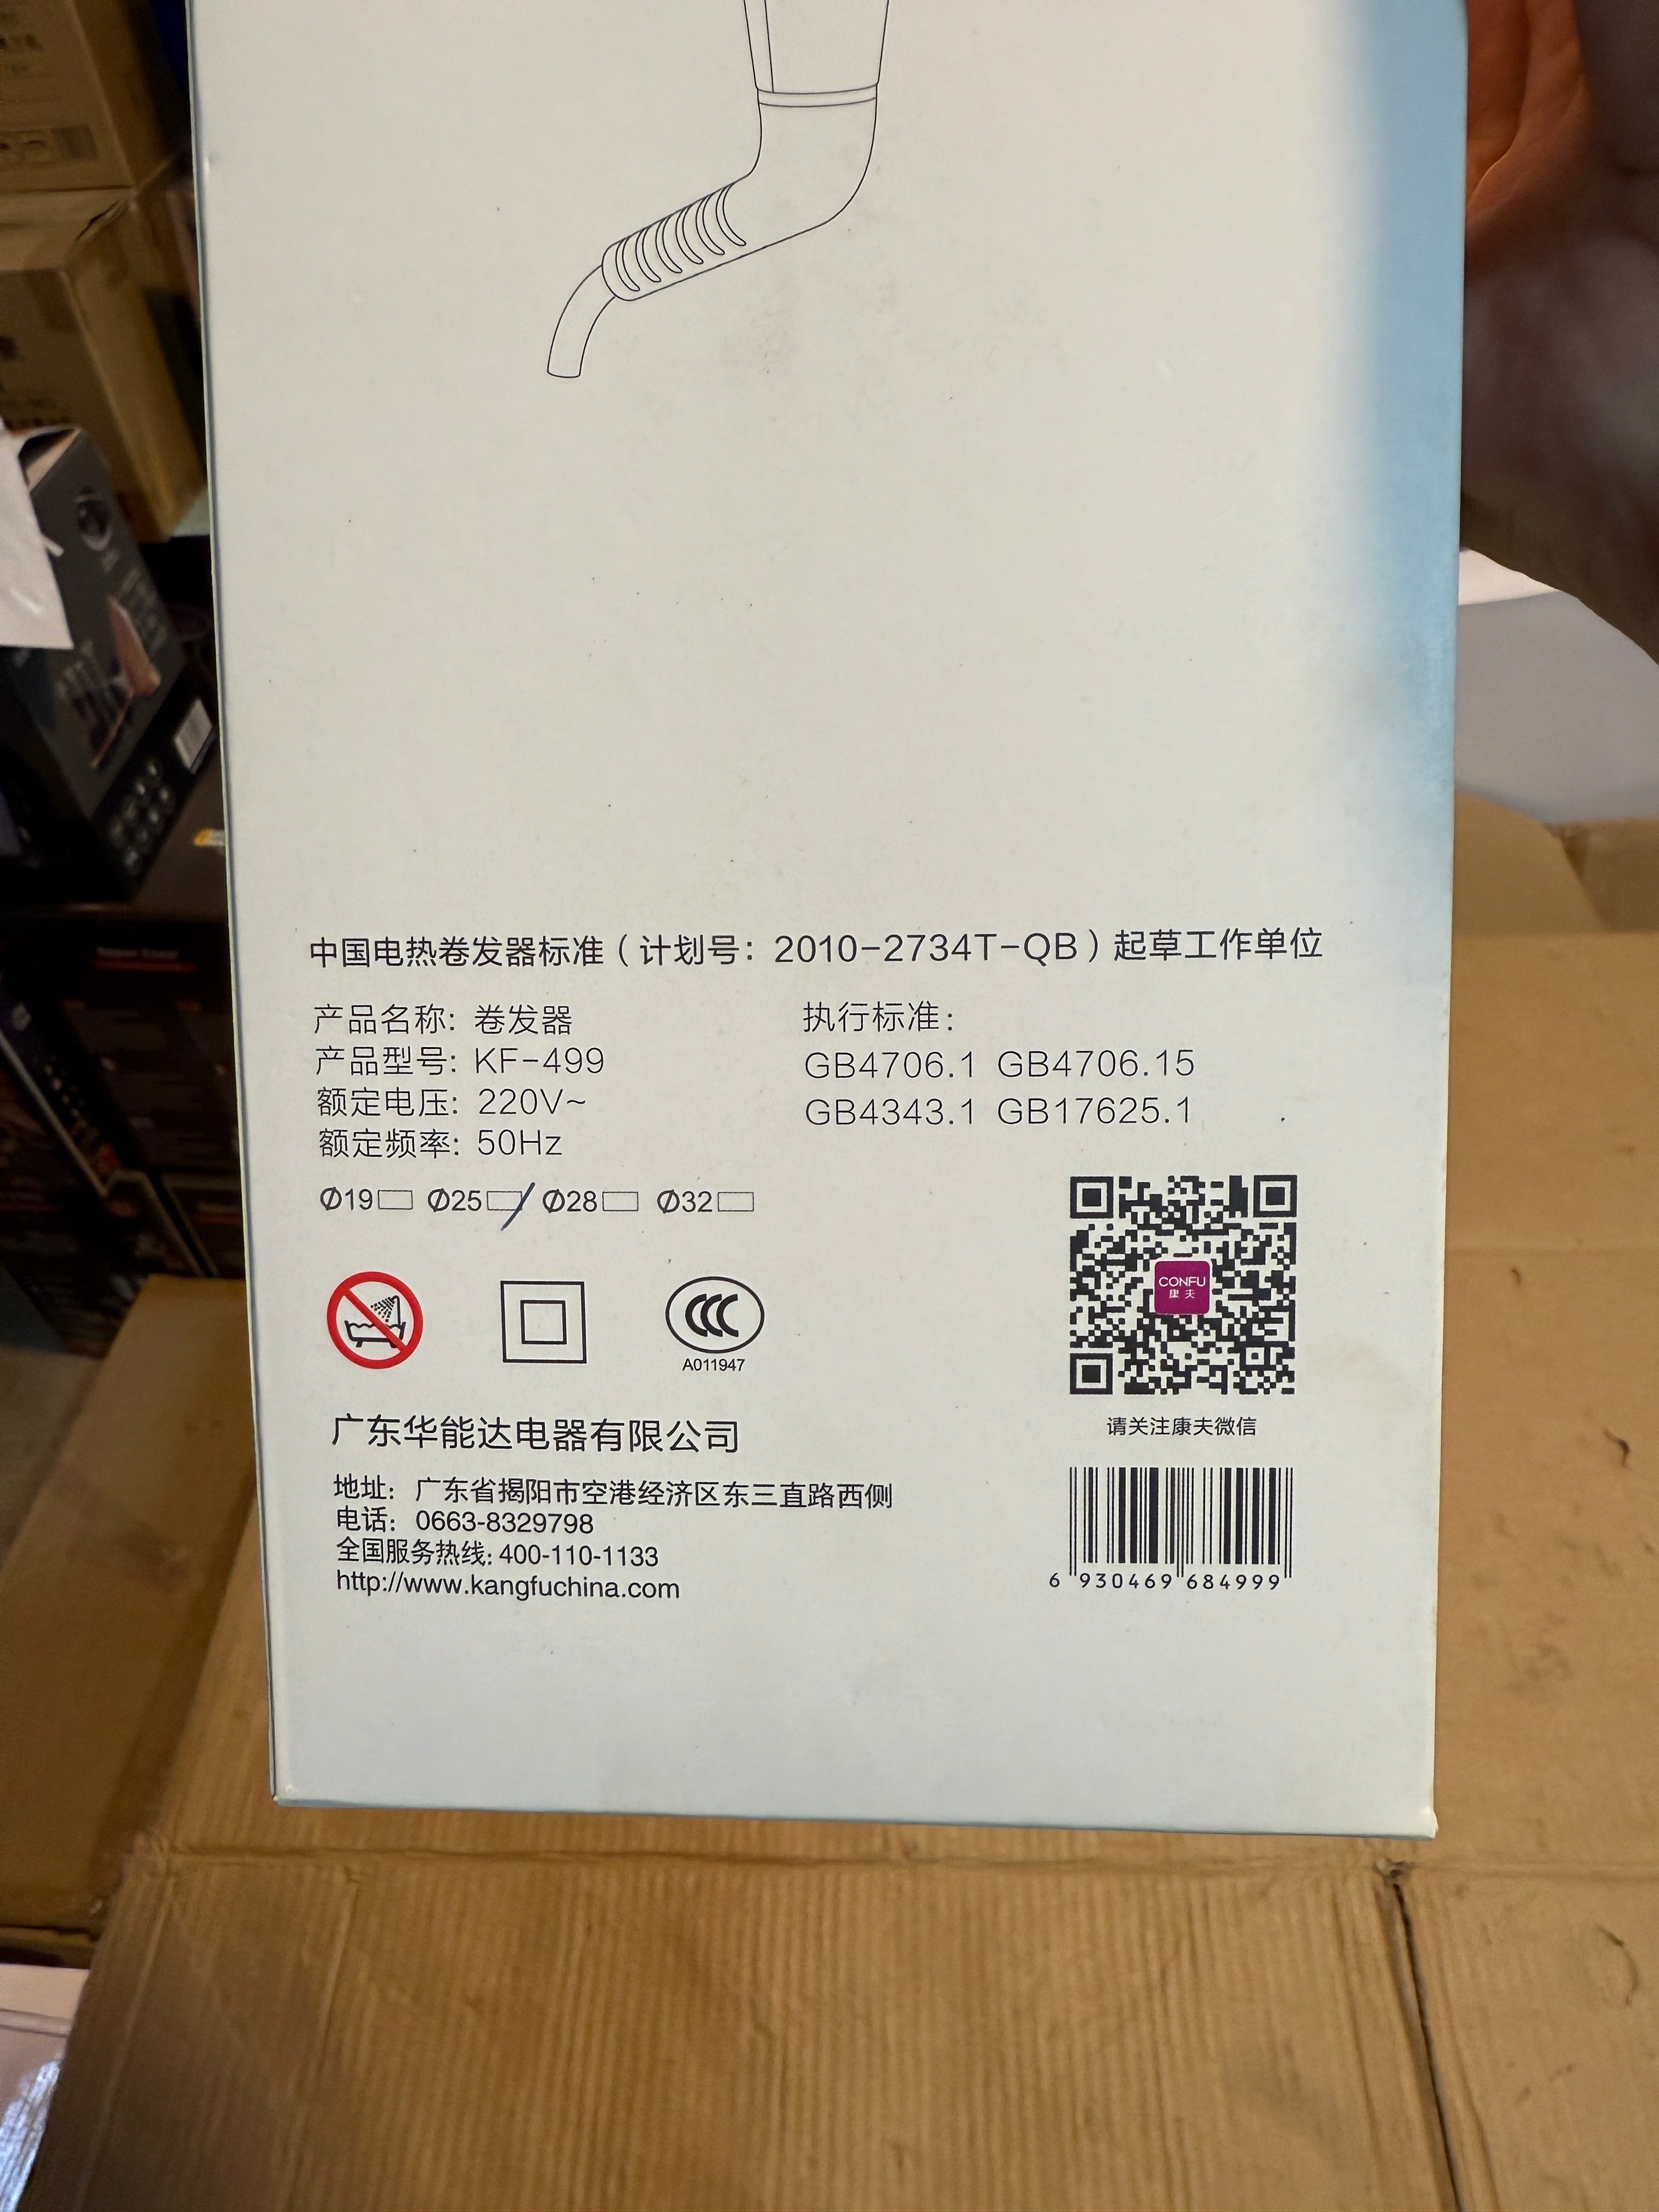 中国电热卷发器标准（计划号：2010-2734T-QB）起草工作单位
产品名称：卷发器
产品型号：KF-499
额定电压：220V~
额定频率：50Hz
执行标准：
GB4706.1 GB4706.15
GB4343.1 GB17625.1
Ø19 Ø25 Ø28 Ø32
CCC
A011947
CONFU
康夫
请关注康夫微信
广东华能达电器有限公司
地址：广东省揭阳市空港经济区东三直路西侧
电话：0663-8329798
全国服务热线：400-110-1133
http://www.kangfuchina.com
6 930469 684999